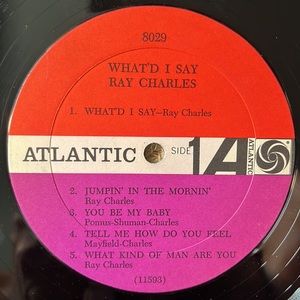 8029
WHAT'D I SAY
RAY CHARLES
1. WHAT'D I SAY—Ray Charles
ATLANTIC SIDE 1 A ATLANTIC
2. JUMPIN' IN THE MORNIN'
Ray Charles
3. YOU BE MY BABY
Pomus-Shuman-Charles
4. TELL ME HOW DO YOU FEEL
Mayfield-Charles
5. WHAT KIND OF MAN ARE YOU
Ray Charles
(11593)